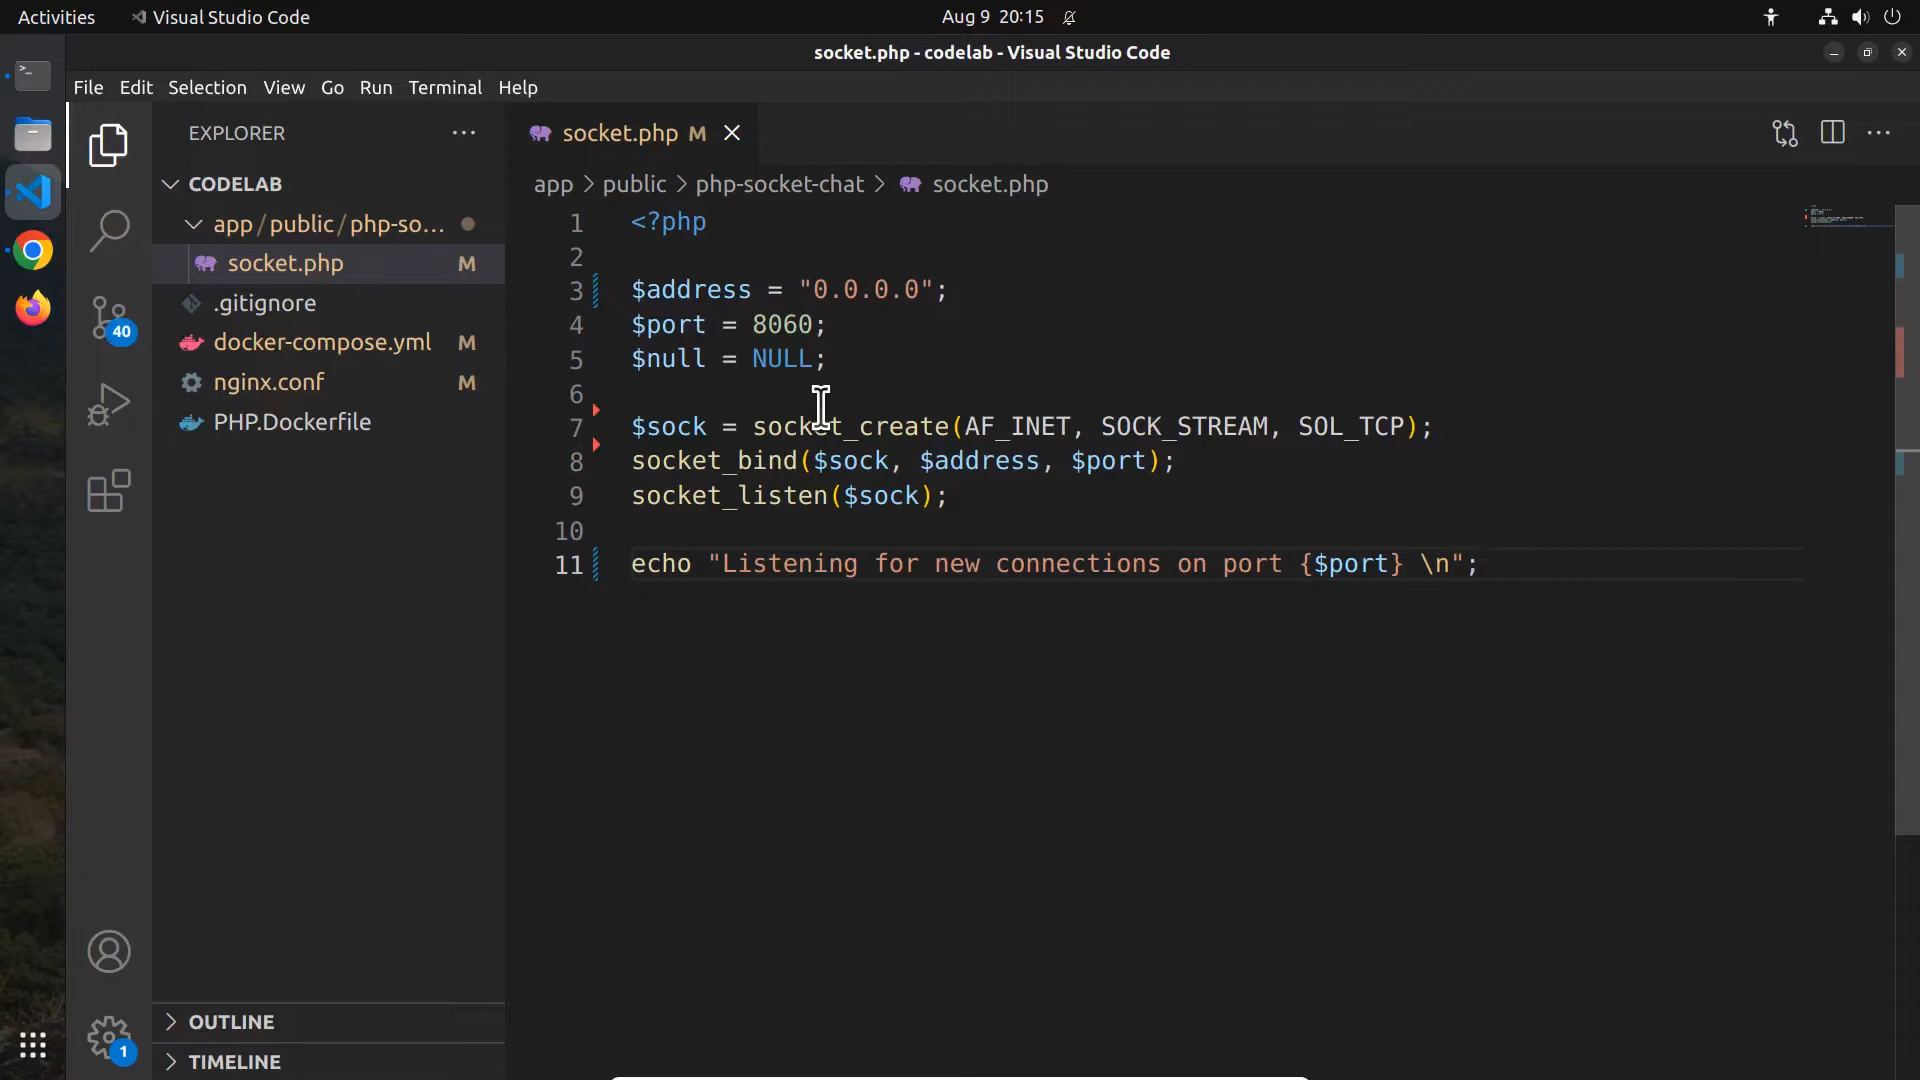 Activities Visual Studio Code Aug 9 20:15
socket.php - codelab - Visual Studio Code
File Edit Selection View Go Run Terminal Help
EXPLORER ··· socket.php M
app > public > php-socket-chat > socket.php
CODELAB
app / public / php-so...
socket.php M
.gitignore
docker-compose.yml M
nginx.conf M
PHP.Dockerfile
40
1 <?php
2
3 $address = "0.0.0.0";
4 $port = 8060;
5 $null = NULL;
6
7 $sock = socket_create(AF_INET, SOCK_STREAM, SOL_TCP);
8 socket_bind($sock, $address, $port);
9 socket_listen($sock);
10
11 echo "Listening for new connections on port {$port} \n";
OUTLINE
TIMELINE
1